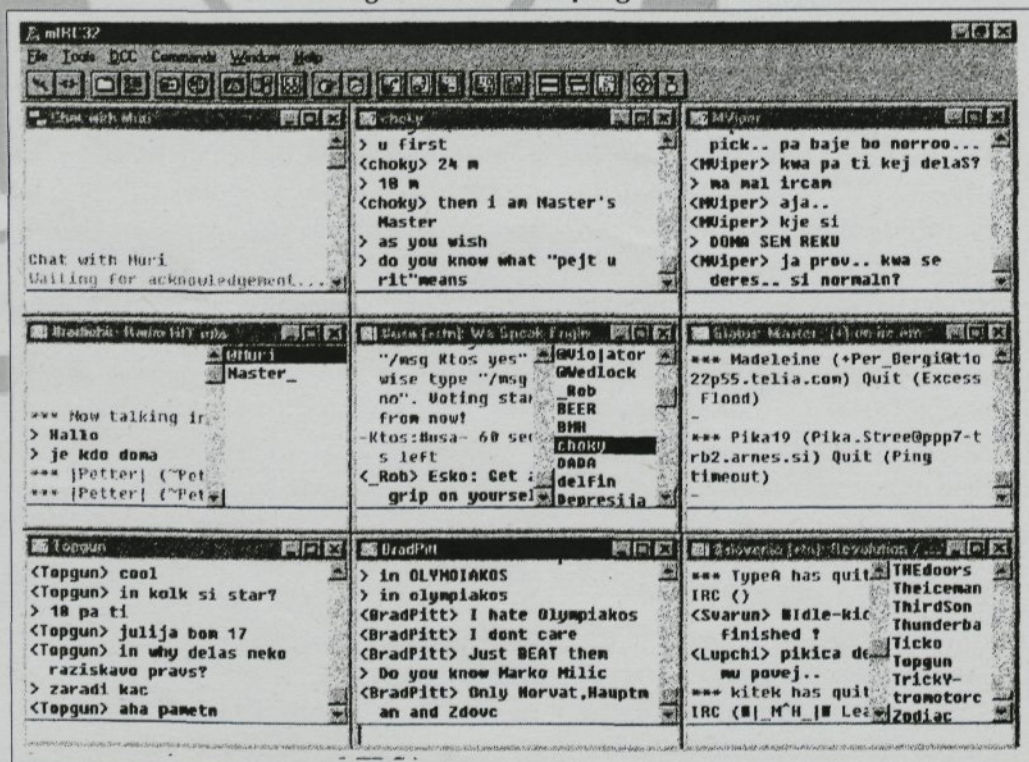 mIRC32
File Tools DCC Commands Window Help
Chat with Muri
Chat with Muri
Waiting for acknowledgement...
choky
> u first
<choky> 24 m
> 18 m
<choky> then i am Master's
Master
> as you wish
> do you know what "pejt u
rit"means
MViper
pick.. pa baje bo norroo...
<MViper> kwa pa ti kej delaS?
> ma mal ircam
<MViper> aja..
<MViper> kje si
> DOMA SEM REKU
<MViper> ja prov.. kwa se
deres.. si normaln?
@Muri
Master_
*** Now talking in
> Hallo
> je kdo doma
*** |Petter| (~Pet
*** |Petter| (~Pet
We Speak Englis
"/msg Ktos yes"
wise type "/msg
no". Voting sta
from now!
-Ktos:#usa- 60 sec
s left
<_Rob> Esko: Get a
grip on yoursel
@Vio|ator
@Wedlock
_Rob
BEER
BMW
choky
DADA
delfin
Depresija
Status: Master_ [+]
*** Madeleine (+Per_Bergi@t1o
22p55.telia.com) Quit (Excess
Flood)
-
*** Pika19 (Pika.Stree@ppp7-t
rb2.arnes.si) Quit (Ping
timeout)
-
Topgun
<Topgun> cool
<Topgun> in kolk si star?
> 18 pa ti
<Topgun> julija bom 17
<Topgun> in why delas neko
raziskavo pravs?
> zaradi kac
<Topgun> aha pametn
BradPitt
> in OLYMOIAKOS
> in olympiakos
<BradPitt> I hate Olympiakos
<BradPitt> I dont care
<BradPitt> Just BEAT them
> Do you know Marko Milic
<BradPitt> Only Horvat,Hauptm
an and Zdovc
*** TypeA has quit
IRC ()
<Svarun> Idle-kic
finished ?
<Lupchi> pikica de
mu povej..
*** kitek has quit
IRC
THEdoors
Theiceman
ThirdSon
Thunderba
Ticko
Topgun
TrickY-
tromotorc
Zodiac